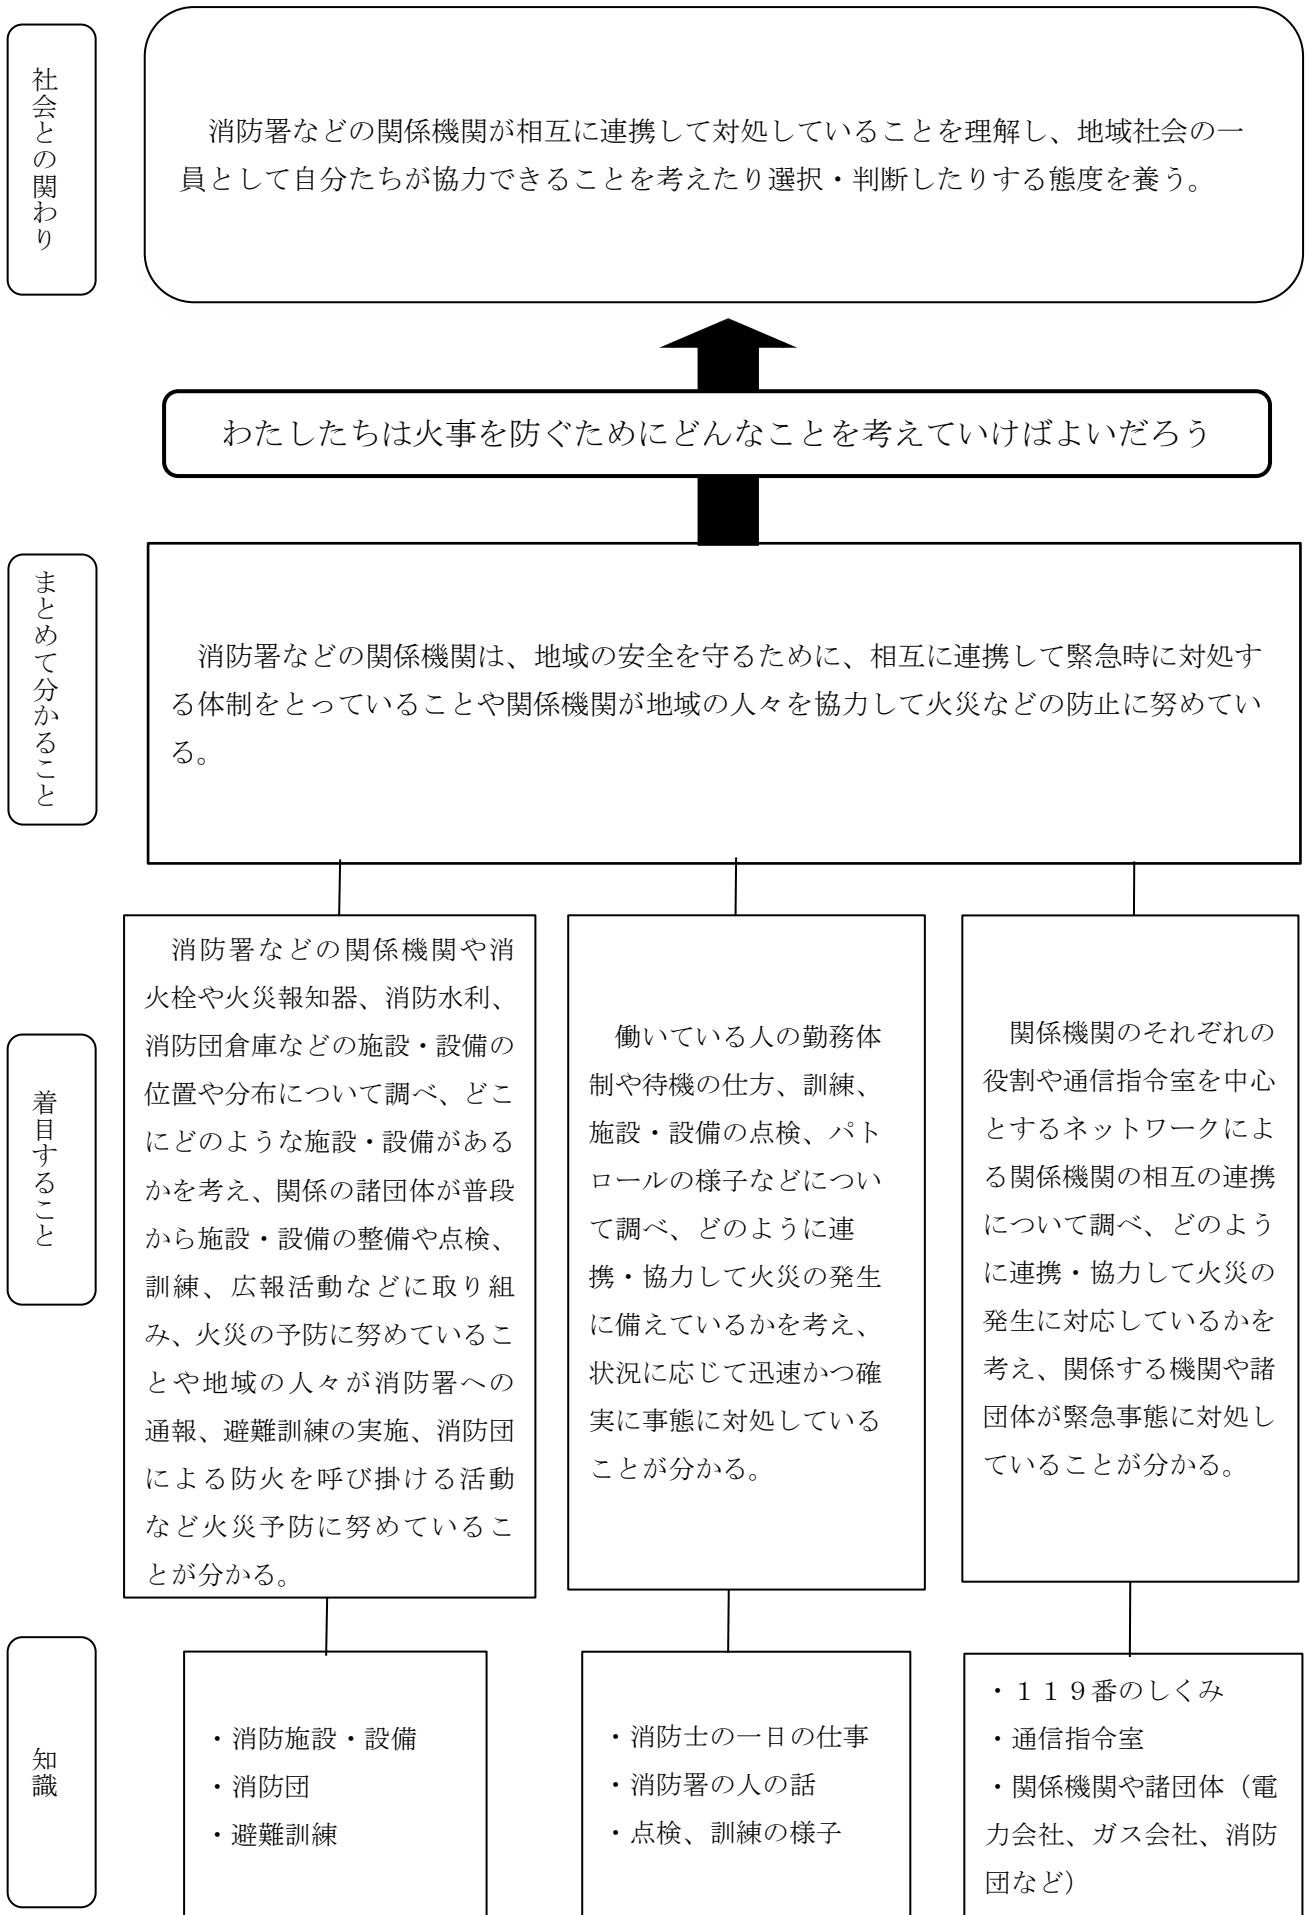 社会との関わり
　消防署などの関係機関が相互に連携して対処していることを理解し、地域社会の一
員として自分たちが協力できることを考えたり選択・判断したりする態度を養う。
わたしたちは火事を防ぐためにどんなことを考えていけばよいだろう
まとめて分かること
　消防署などの関係機関は、地域の安全を守るために、相互に連携して緊急時に対処す
る体制をとっていることや関係機関が地域の人々を協力して火災などの防止に努めてい
る。
着目すること
　消防署などの関係機関や消
火栓や火災報知器、消防水利、
消防団倉庫などの施設・設備の
位置や分布について調べ、どこ
にどのような施設・設備がある
かを考え、関係の諸団体が普段
から施設・設備の整備や点検、
訓練、広報活動などに取り組
み、火災の予防に努めているこ
とや地域の人々が消防署への
通報、避難訓練の実施、消防団
による防火を呼び掛ける活動
など火災予防に努めているこ
とが分かる。
　働いている人の勤務体
制や待機の仕方、訓練、
施設・設備の点検、パト
ロールの様子などについ
て調べ、どのように連
携・協力して火災の発生
に備えているかを考え、
状況に応じて迅速かつ確
実に事態に対処している
ことが分かる。
　関係機関のそれぞれの
役割や通信指令室を中心
とするネットワークによ
る関係機関の相互の連携
について調べ、どのよう
に連携・協力して火災の
発生に対応しているかを
考え、関係する機関や諸
団体が緊急事態に対処し
ていることが分かる。
知識
・消防施設・設備
・消防団
・避難訓練
・消防士の一日の仕事
・消防署の人の話
・点検、訓練の様子
・１１９番のしくみ
・通信指令室
・関係機関や諸団体（電
力会社、ガス会社、消防
団など）